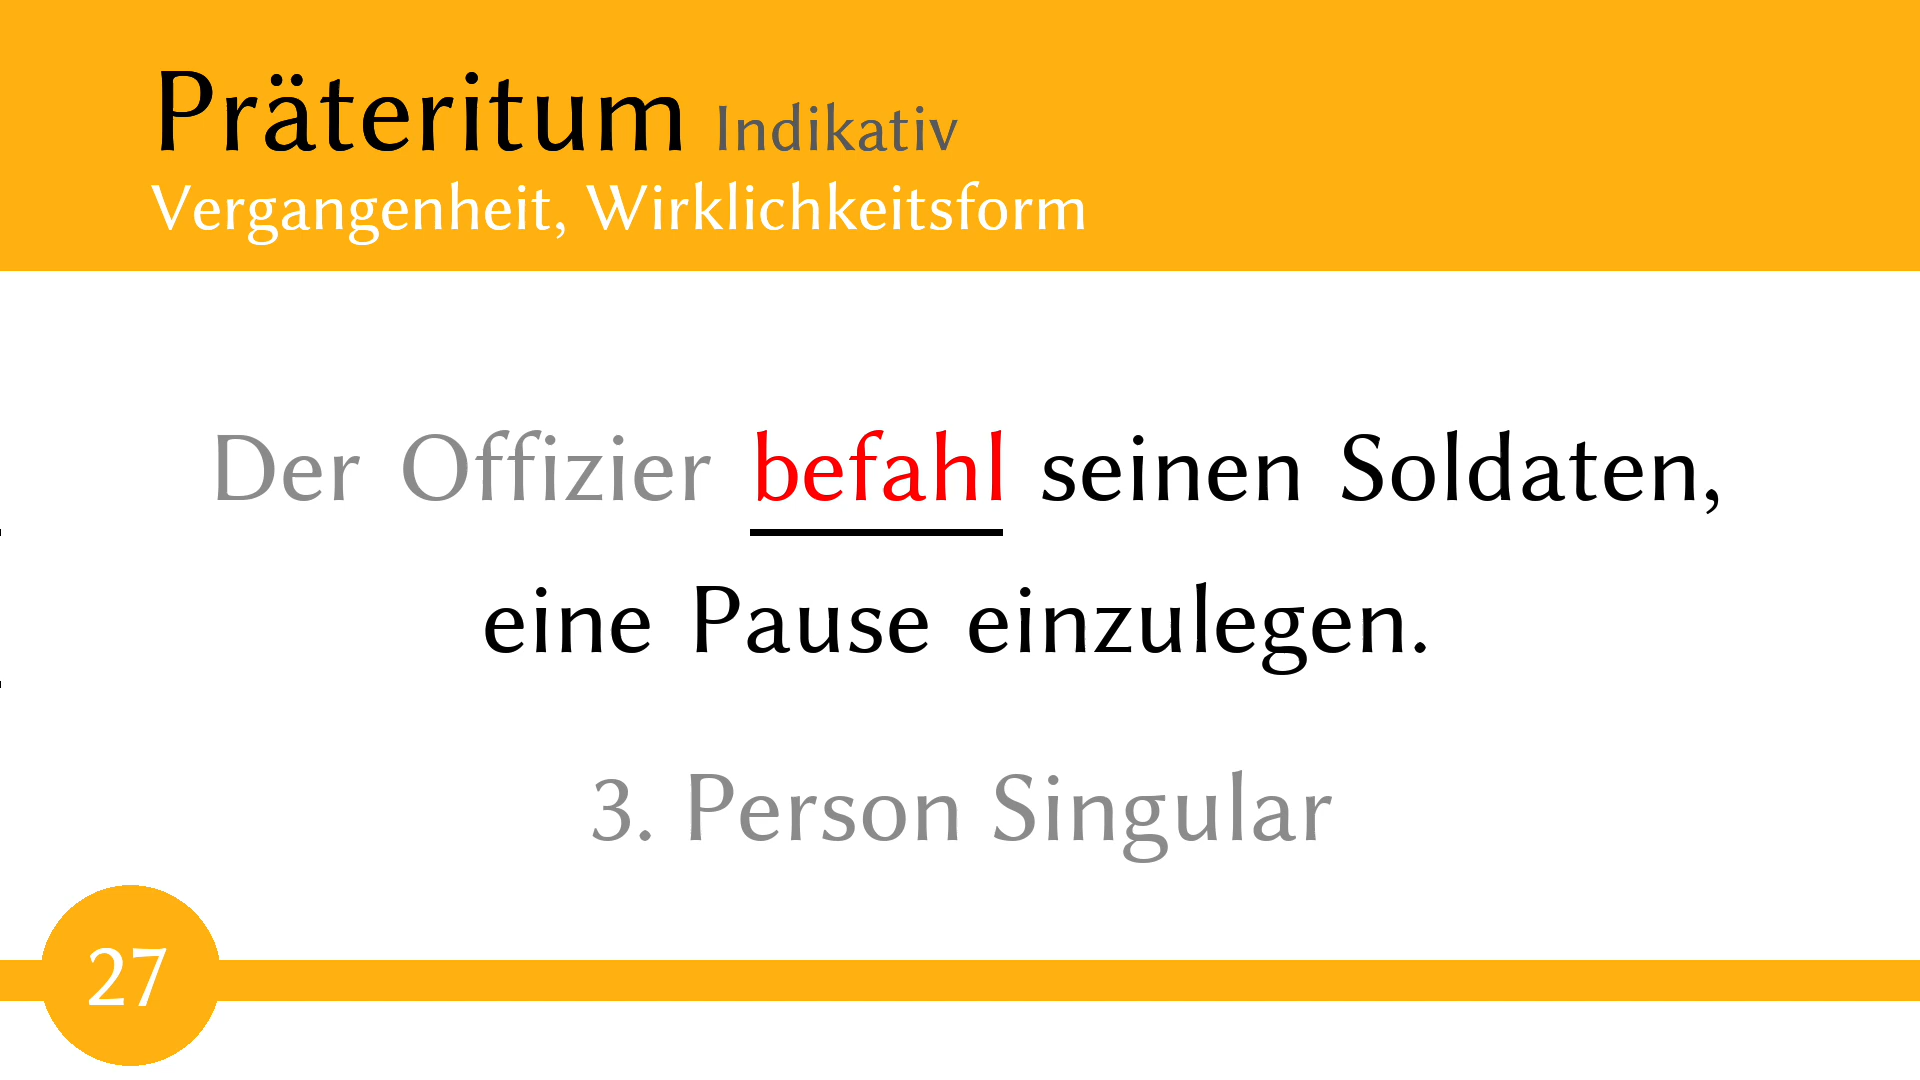 Präteritum Indikativ
Vergangenheit, Wirklichkeitsform
Der Offizier befahl seinen Soldaten,
eine Pause einzulegen.
3. Person Singular
27